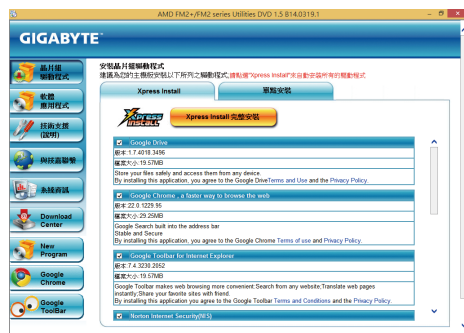 AMD FM2+/FM2 series Utilities DVD 1.5 B14.0319.1
GIGABYTE™
晶片組
驅動程式
軟體
應用程式
技術支援
(說明)
與技嘉聯繫
系統資訊
Download
Center
New
Program
Google
Chrome
Google
ToolBar
安裝晶片組驅動程式
建議為您的主機板安裝以下所列之驅動程式,請點選"Xpress Install"來自動安裝所有的驅動程式
Xpress Install
單點安裝
Xpress
INSTALL
Xpress Install 完整安裝
Google Drive
版本:1.7.4018.3496
檔案大小:19.57MB
Store your files safely and access them from any device.
By installing this application, you agree to the Google DriveTerms and Use and the Privacy Policy.
Google Chrome , a faster way to browse the web
版本:22.0.1229.95
檔案大小:29.25MB
Google Search built into the address bar
Stable and Secure
By installing this application, you agree to the Google Chrome Terms of use and Privacy Policy.
Google Toolbar for Internet Explorer
版本:7.4.3230.2052
檔案大小:19.57MB
Google Toolbar makes web browsing more convenient:Search from any website;Translate web pages
instantly;Share your favorite sites with friend.
By installing this application you agree to the Google Toolbar Terms and Conditions and the Privacy Policy.
Norton Internet Security(NIS)